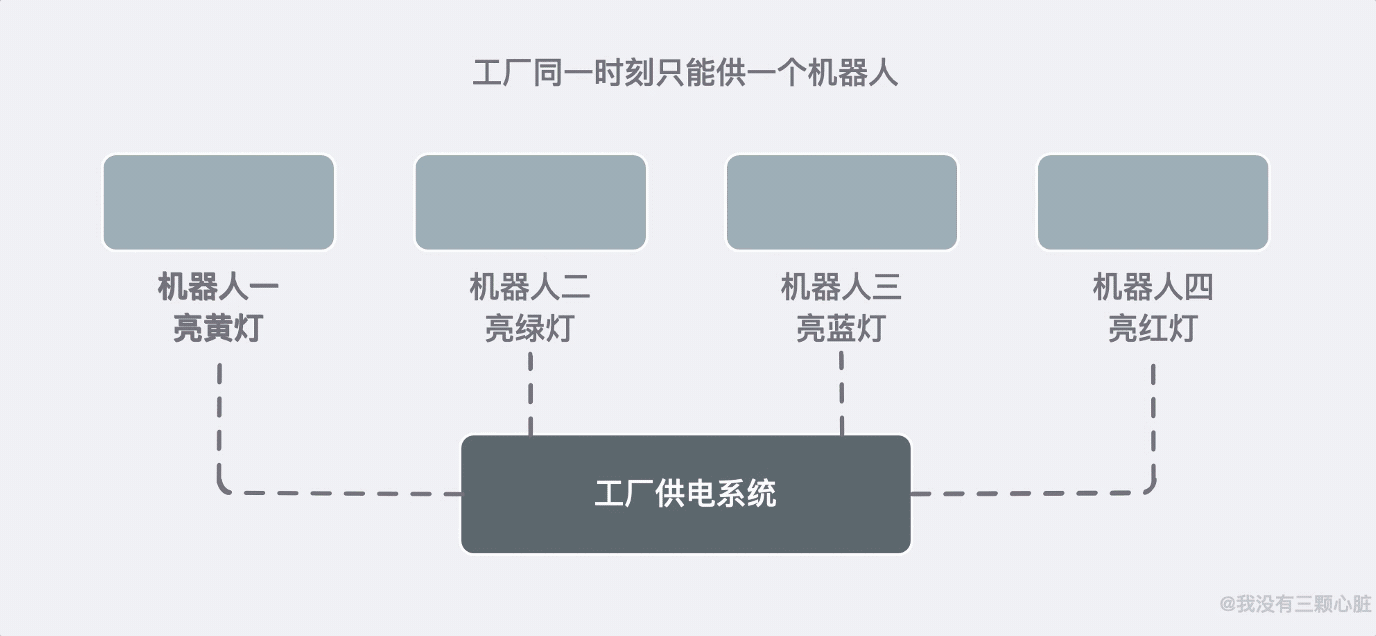 工厂同一时刻只能供一个机器人
机器人一
亮黄灯
机器人二
亮绿灯
机器人三
亮蓝灯
机器人四
亮红灯
工厂供电系统
@我没有三颗心脏